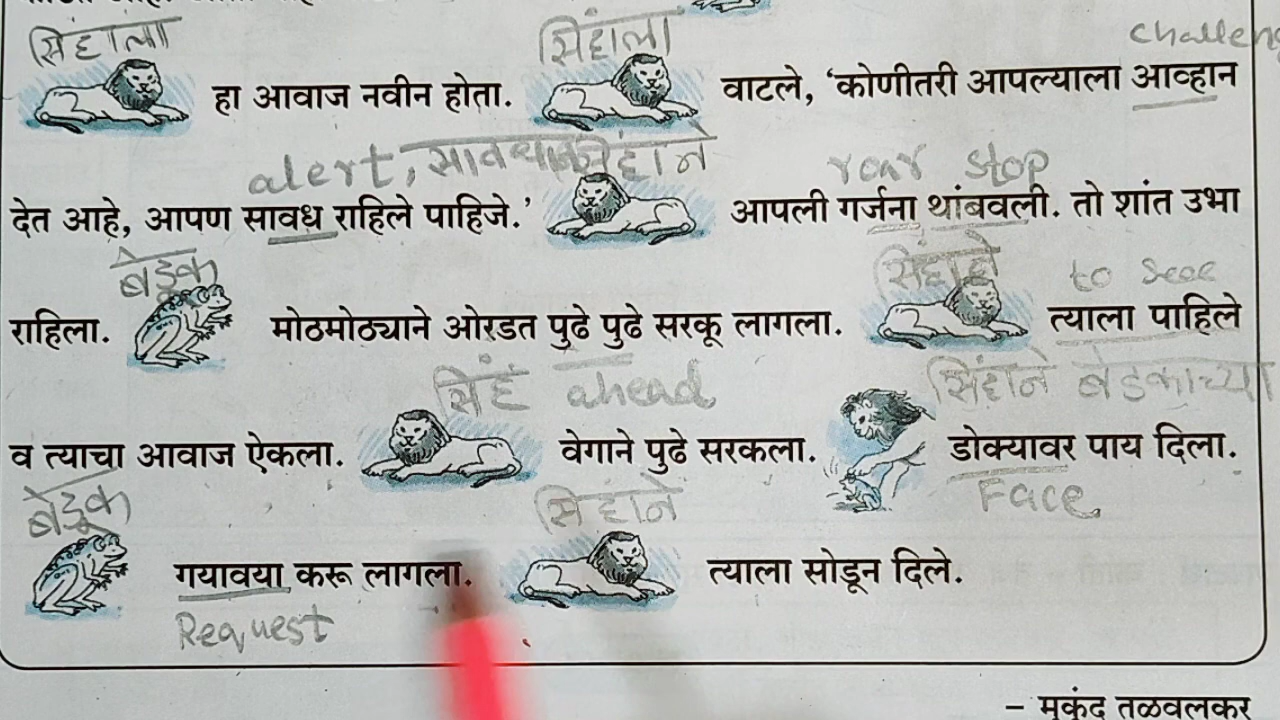 सिंहाला सिंहाला challeng
हा आवाज नवीन होता. वाटले, ‘कोणीतरी आपल्याला आव्हान
alert, सावधान सिंहाने roar stop
देत आहे, आपण सावध राहिले पाहिजे.’ आपली गर्जना थांबवली. तो शांत उभा
बेडूक सिंहाने to see
राहिला. मोठमोठ्याने ओरडत पुढे पुढे सरकू लागला. त्याला पाहिले
सिंह ahead सिंहाने बेडकाच्या
व त्याचा आवाज ऐकला. वेगाने पुढे सरकला. डोक्यावर पाय दिला.
बेडूक सिंहाने Face
गयावया करू लागला. त्याला सोडून दिले.
Request
– मुकुंद तळवलकर